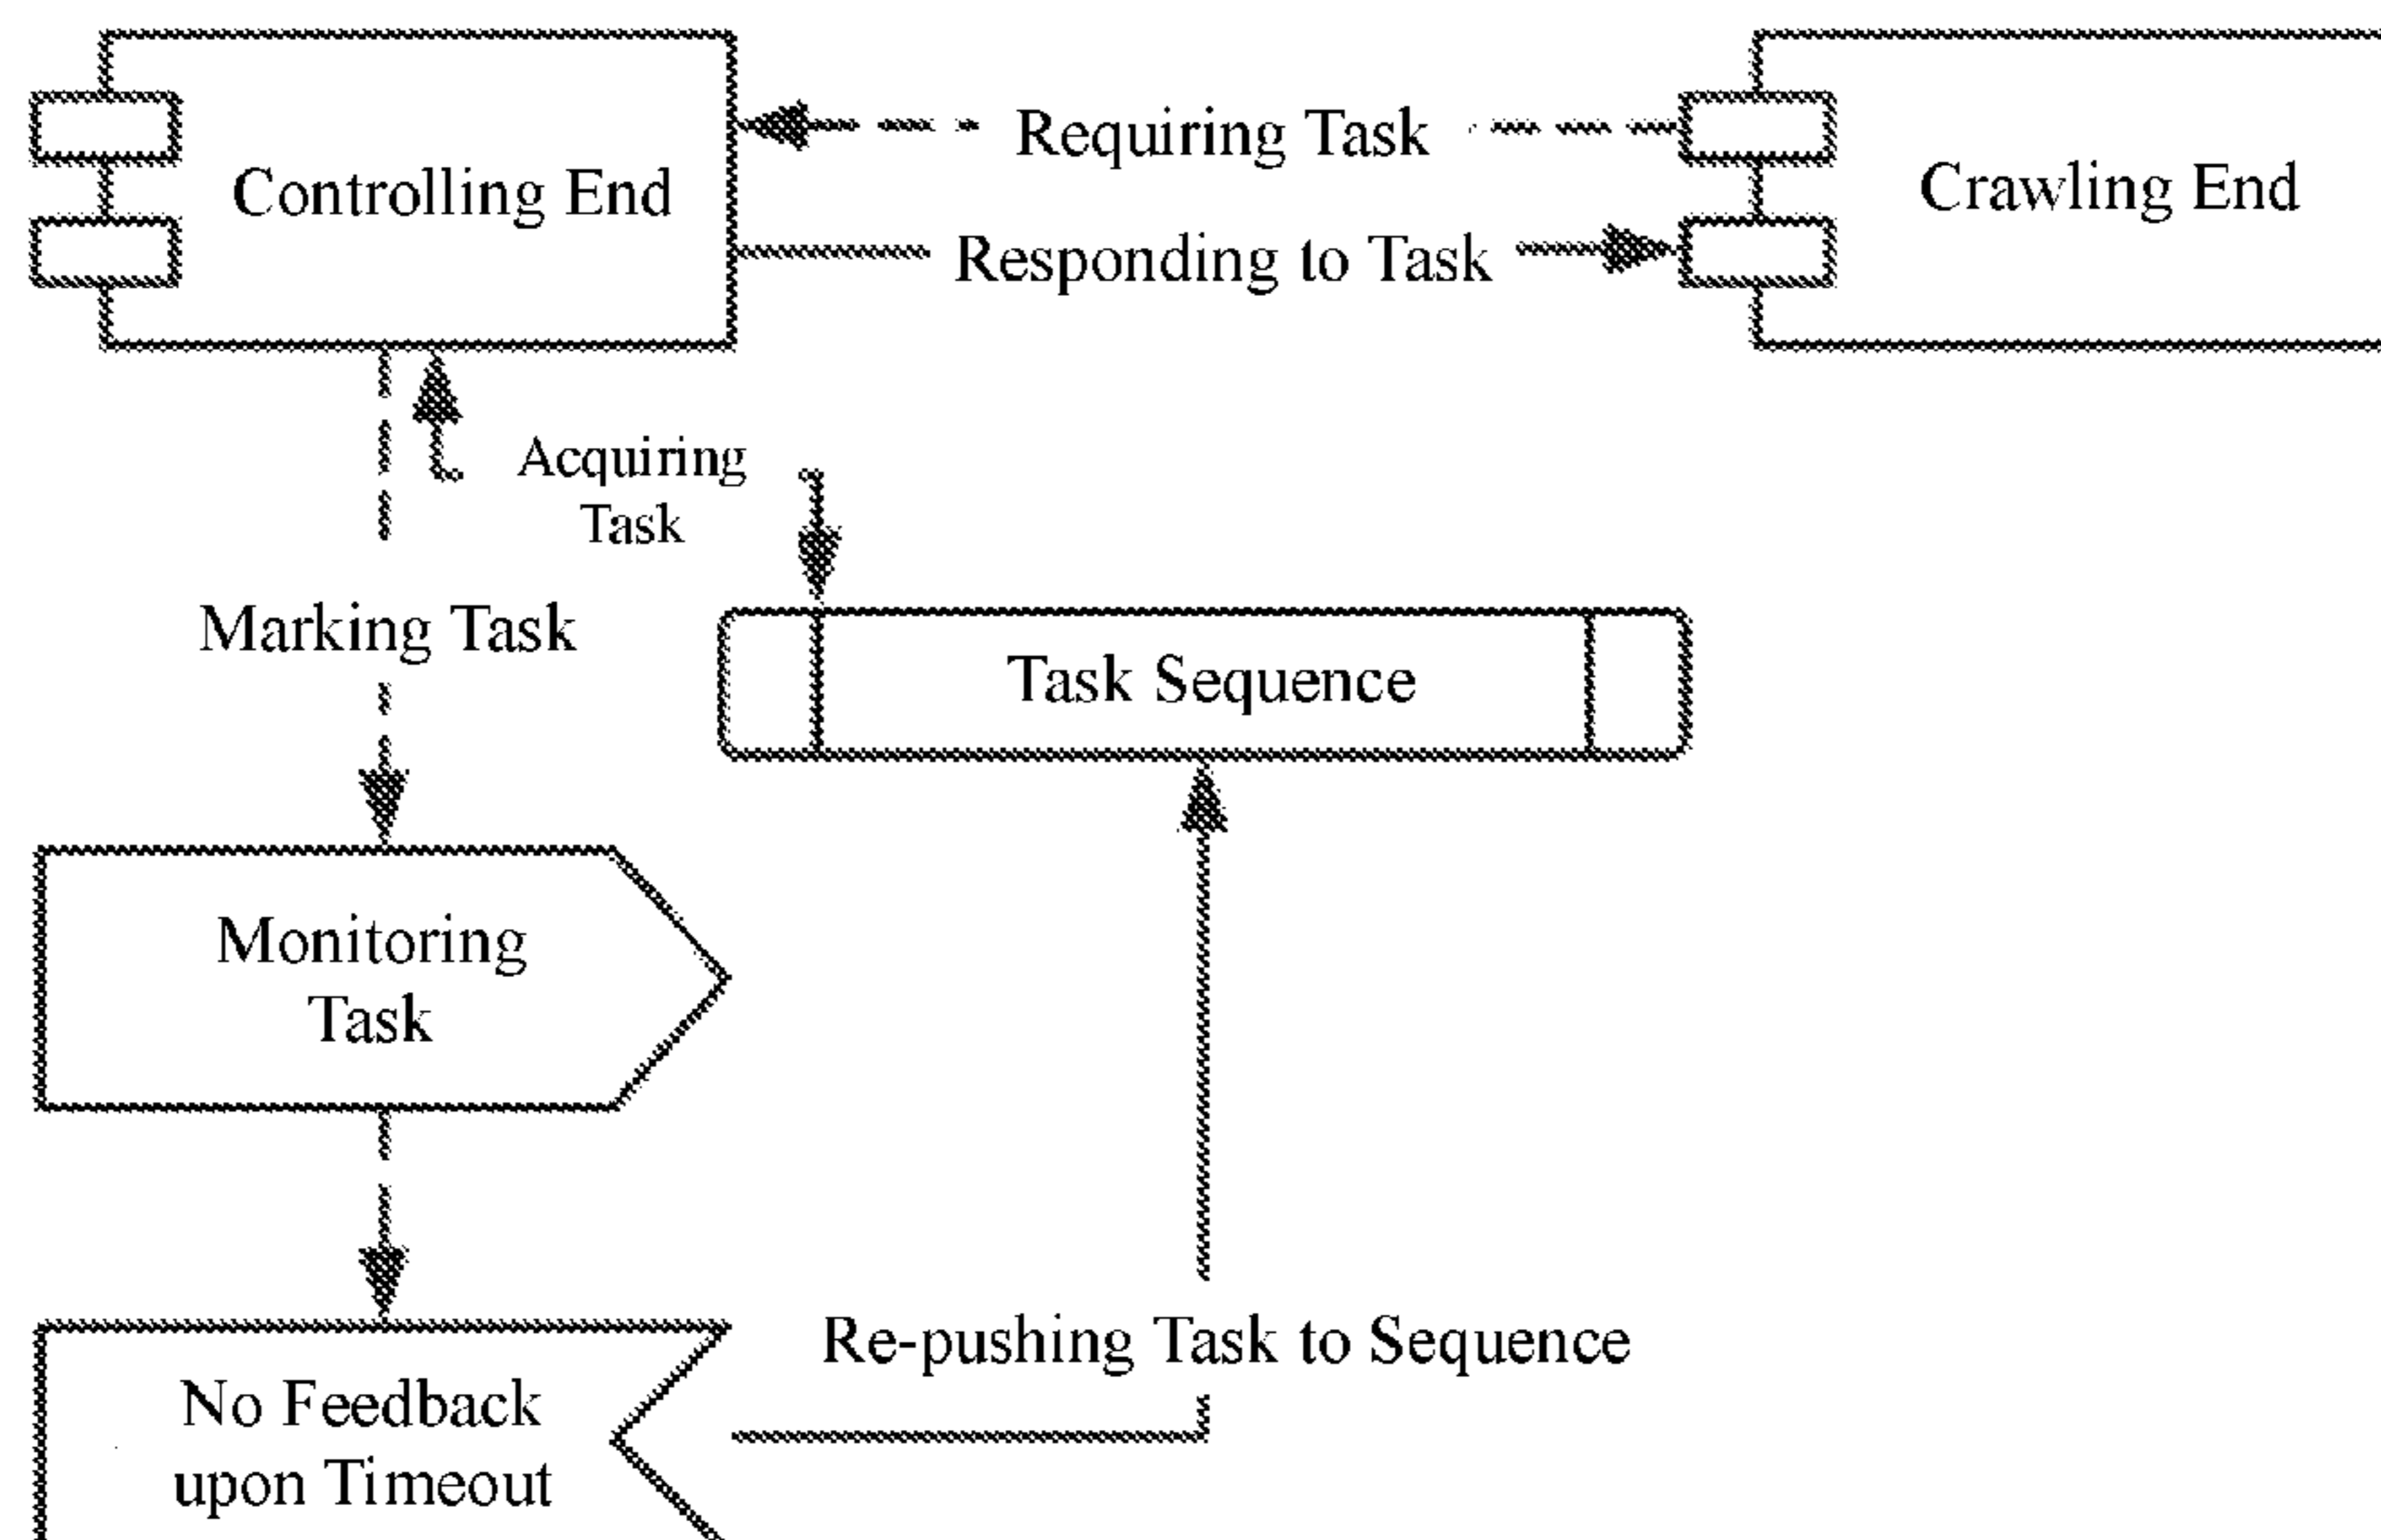 Requiring Task
Controlling End
Crawling End
Responding to Task
Acquiring
Task
Marking Task
Task Sequence
Monitoring
Task
Re-pushing Task to Sequence
No Feedback
upon Timeout